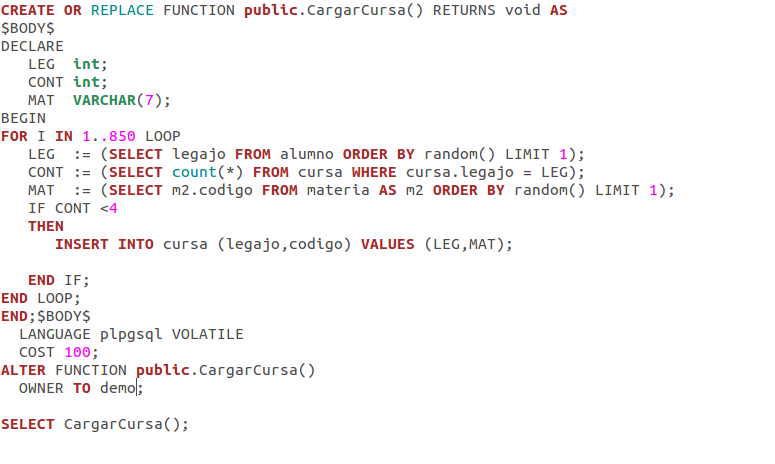 CREATE OR REPLACE FUNCTION public.CargarCursa() RETURNS void AS
$BODY$
DECLARE
   LEG  int;
   CONT int;
   MAT  VARCHAR(7);
BEGIN
FOR I IN 1..850 LOOP
   LEG  := (SELECT legajo FROM alumno ORDER BY random() LIMIT 1);
   CONT := (SELECT count(*) FROM cursa WHERE cursa.legajo = LEG);
   MAT  := (SELECT m2.codigo FROM materia AS m2 ORDER BY random() LIMIT 1);
   IF CONT <4
   THEN
      INSERT INTO cursa (legajo,codigo) VALUES (LEG,MAT);

   END IF;
END LOOP;
END;$BODY$
  LANGUAGE plpgsql VOLATILE
  COST 100;
ALTER FUNCTION public.CargarCursa()
  OWNER TO demo;

SELECT CargarCursa();